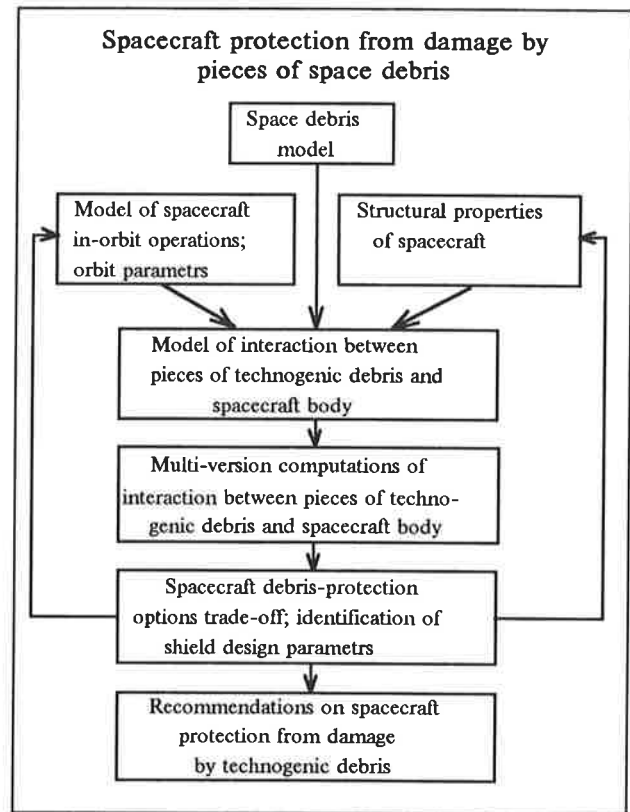 Spacecraft protection from damage by
pieces of space debris
Space debris
model
Model of spacecraft
in-orbit operations;
orbit parametrs
Structural properties
of spacecraft
Model of interaction between
pieces of technogenic debris and
spacecraft body
Multi-version computations of
interaction between pieces of techno-
genic debris and spacecraft body
Spacecraft debris-protection
options trade-off; identification of
shield design parametrs
Recommendations on spacecraft
protection from damage
by technogenic debris